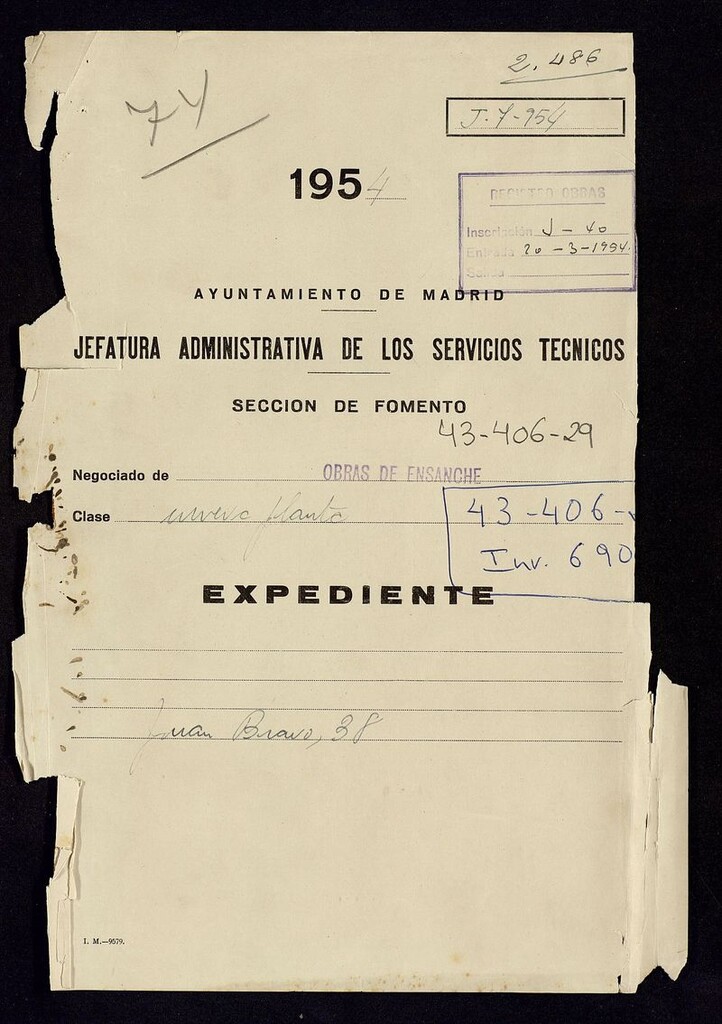 2.486
74
J-7-954
1954
REGISTRO OBRAS
Inscripción J - 40
Entrada 20 - 3 - 1954.
Salida
AYUNTAMIENTO DE MADRID
JEFATURA ADMINISTRATIVA DE LOS SERVICIOS TECNICOS
SECCION DE FOMENTO
43-406-29
Negociado de OBRAS DE ENSANCHE
Clase nueva planta
43-406-
Inv. 690
EXPEDIENTE
Juan Bravo, 38
I. M.—9579.